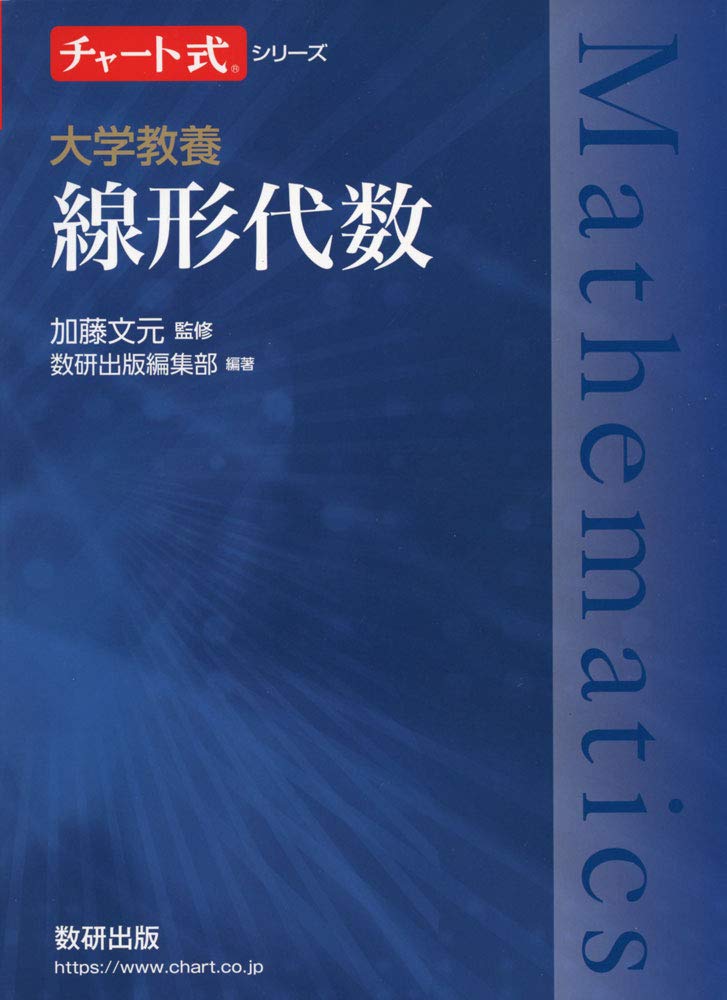 チャート式® シリーズ
大学教養
線形代数
加藤文元 監修
数研出版編集部 編著
Mathematics
数研出版
https://www.chart.co.jp